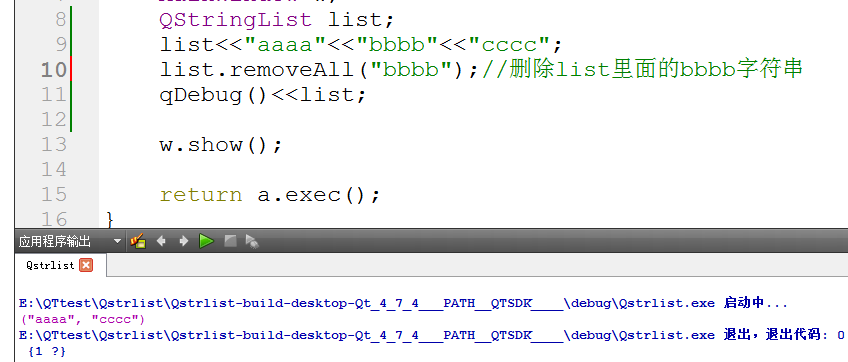 8 QStringList list;
9 list<<"aaaa"<<"bbbb"<<"cccc";
10 list.removeAll("bbbb");//删除list里面的bbbb字符串
11 qDebug()<<list;
12
13 w.show();
14
15 return a.exec();
16 }
应用程序输出
Qstrlist
E:\QTtest\Qstrlist\Qstrlist-build-desktop-Qt_4_7_4___PATH__QTSDK____\debug\Qstrlist.exe 启动中...
("aaaa", "cccc")
E:\QTtest\Qstrlist\Qstrlist-build-desktop-Qt_4_7_4___PATH__QTSDK____\debug\Qstrlist.exe 退出，退出代码: 0
{1 ?}